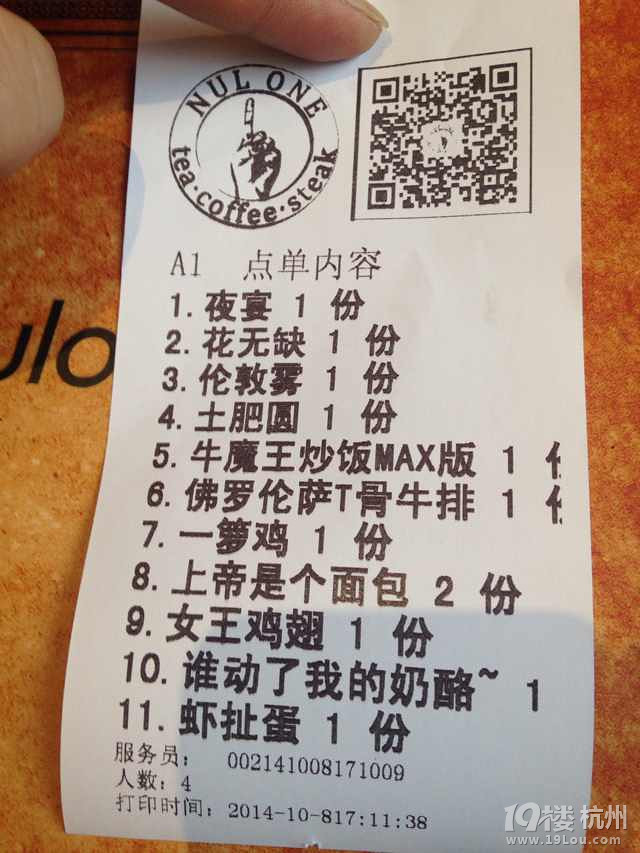 NUL ONE
tea·coffee·steak
A1 点单内容
1. 夜宴 1 份
2. 花无缺 1 份
3. 伦敦雾 1 份
4. 土肥圆 1 份
5. 牛魔王炒饭MAX版 1
6. 佛罗伦萨T骨牛排 1
7. 一箩鸡 1 份
8. 上帝是个面包 2 份
9. 女王鸡翅 1 份
10. 谁动了我的奶酪~ 1
11. 虾扯蛋 1 份
服务员: 002141008171009
人数: 4
打印时间: 2014-10-817:11:38
ulo
19楼 杭州
www.19Lou.com